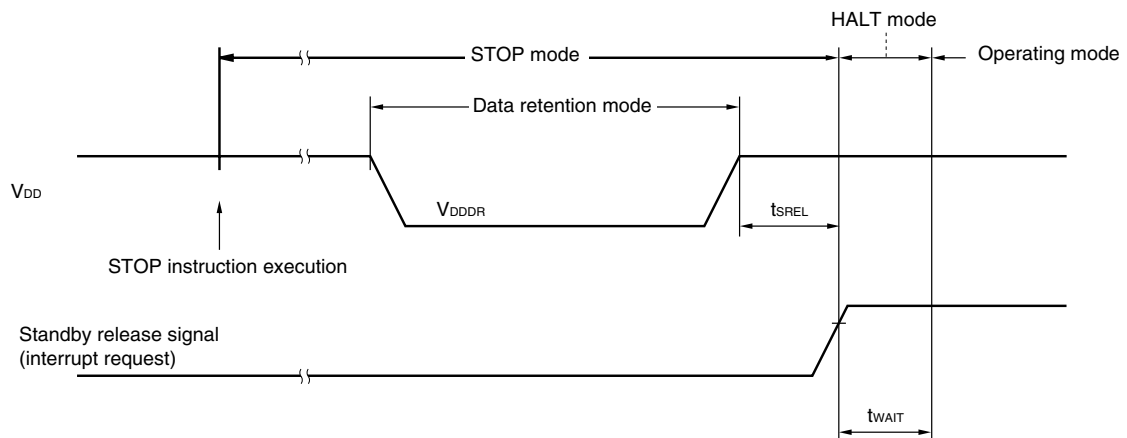 HALT mode
STOP mode
Operating mode
Data retention mode
VDD
VDDDR
tSREL
STOP instruction execution
Standby release signal
(interrupt request)
tWAIT